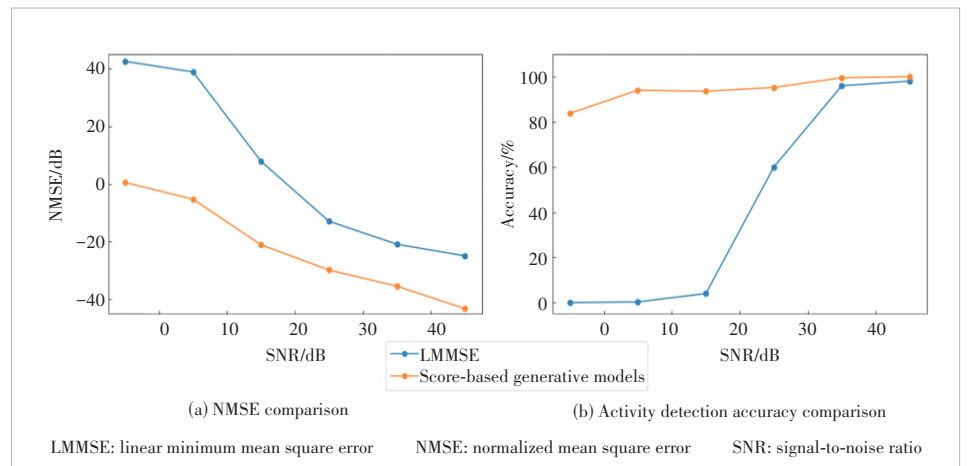 40
20
0
−20
−40
NMSE/dB
0 10 20 30 40
SNR/dB
100
80
60
40
20
0
Accuracy/%
0 10 20 30 40
SNR/dB
LMMSE
Score-based generative models
(a) NMSE comparison
(b) Activity detection accuracy comparison
LMMSE: linear minimum mean square error NMSE: normalized mean square error SNR: signal-to-noise ratio